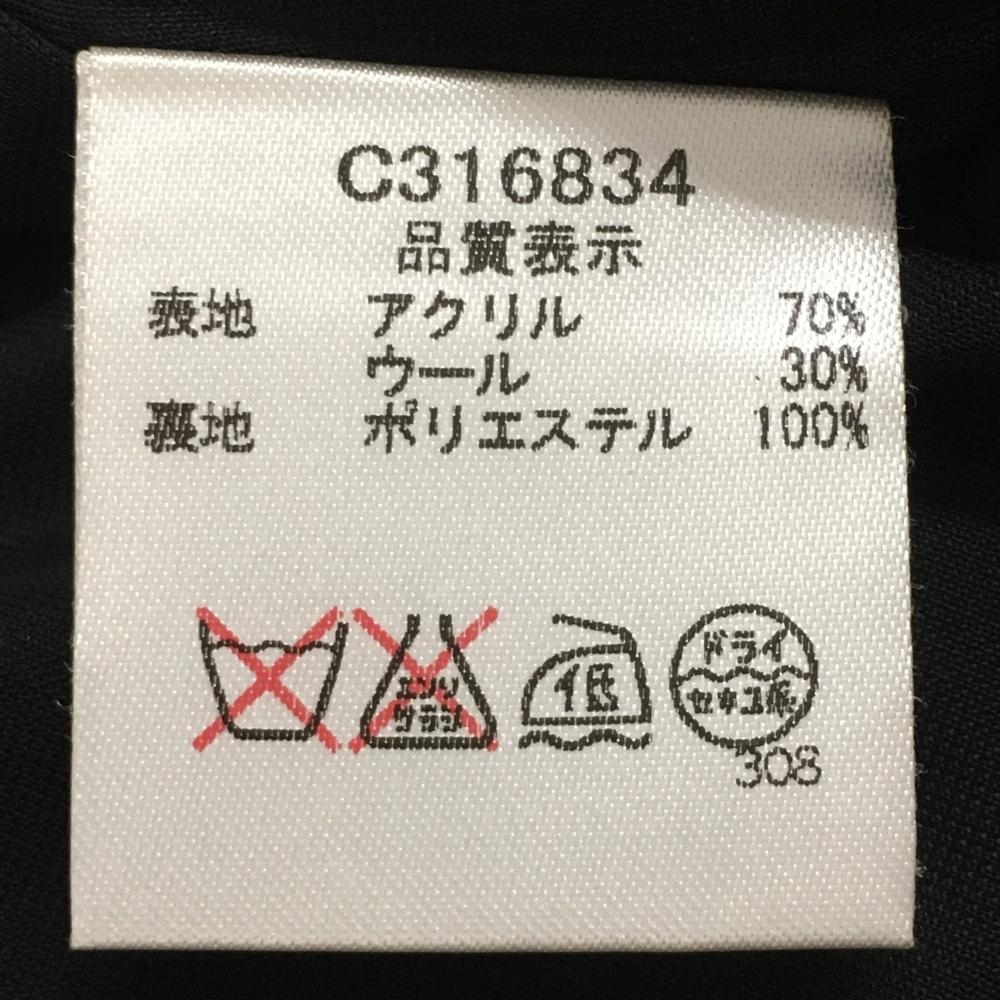 C316834
品質表示
表地 アクリル 70%
ウール 30%
裏地 ポリエステル 100%
エンソ
サラシ
低
ドライ
セキユ系
308